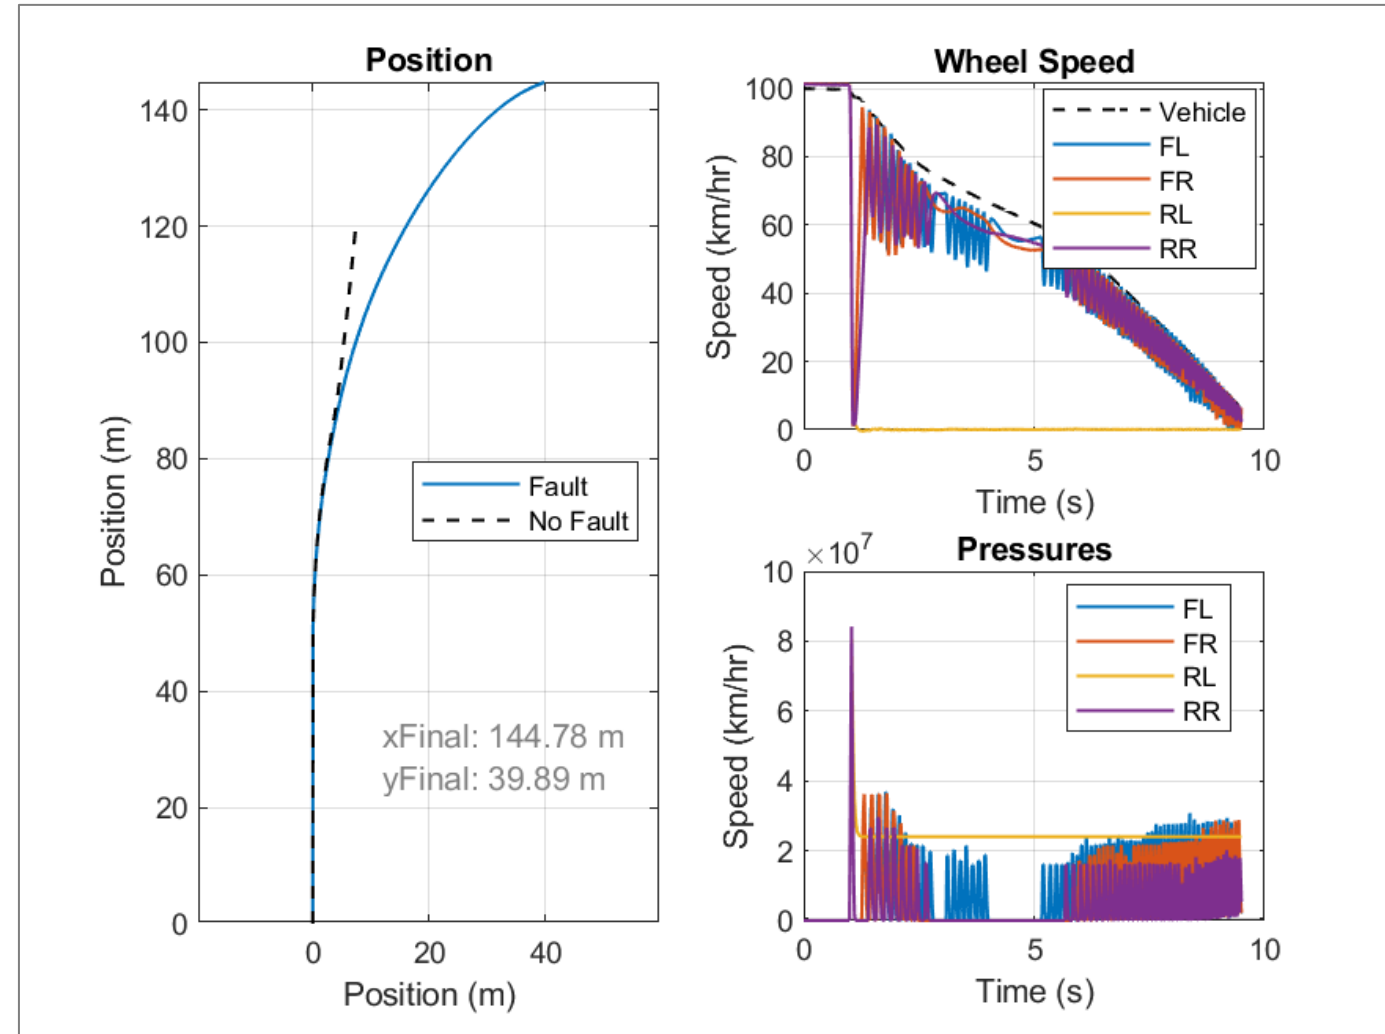 Position
140
120
100
80
60
40
20
0
0 20 40
Position (m)
Position (m)
Fault
No Fault
xFinal: 144.78 m
yFinal: 39.89 m
Wheel Speed
100
80
60
40
20
0
0 5 10
Speed (km/hr)
Time (s)
Vehicle
FL
FR
RL
RR
Pressures
×10⁷
10
8
6
4
2
0
0 5 10
Speed (km/hr)
Time (s)
FL
FR
RL
RR